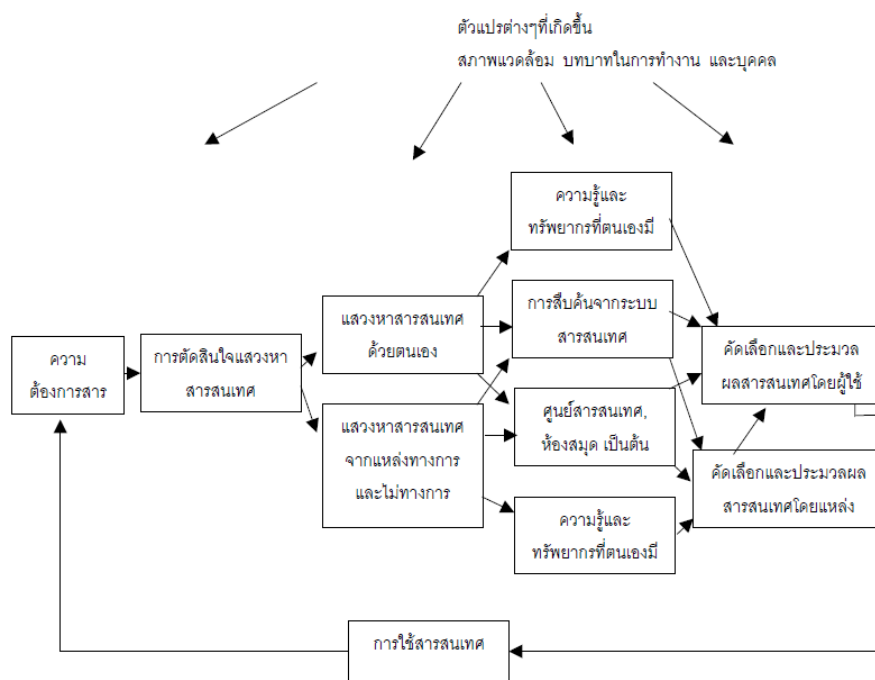 ตัวแปรต่างๆที่เกิดขึ้น
สภาพแวดล้อม บทบาทในการทำงาน และบุคคล
ความรู้และ
ทรัพยากรที่ตนเองมี
แสวงหาสารสนเทศ
ด้วยตนเอง
การสืบค้นจากระบบ
สารสนเทศ
ความ
ต้องการสาร
การตัดสินใจแสวงหา
สารสนเทศ
คัดเลือกและประมวล
ผลสารสนเทศโดยผู้ใช้
แสวงหาสารสนเทศ
จากแหล่งทางการ
และไม่ทางการ
ศูนย์สารสนเทศ,
ห้องสมุด เป็นต้น
คัดเลือกและประมวลผล
สารสนเทศโดยแหล่ง
ความรู้และ
ทรัพยากรที่ตนเองมี
การใช้สารสนเทศ